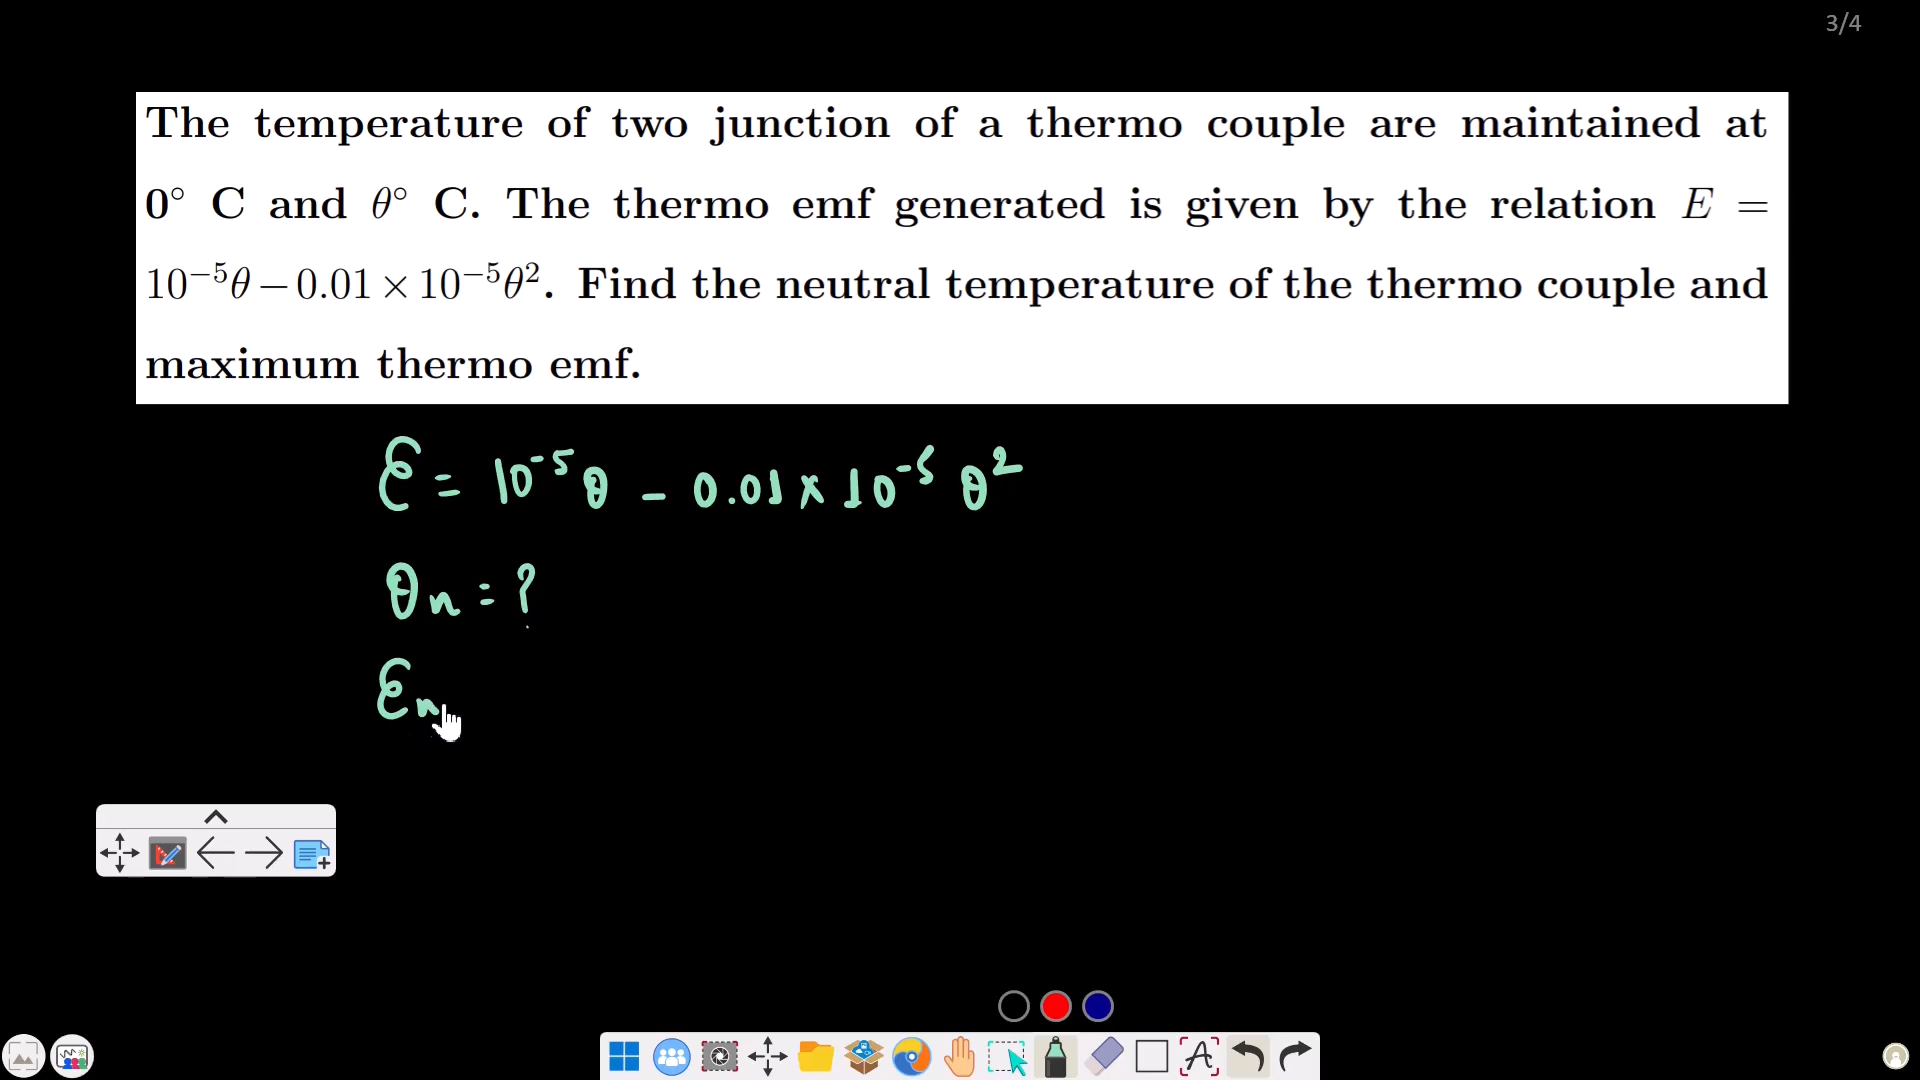 3/4
The temperature of two junction of a thermo couple are maintained at
0° C and θ° C. The thermo emf generated is given by the relation E =
10⁻⁵θ − 0.01 × 10⁻⁵θ². Find the neutral temperature of the thermo couple and
maximum thermo emf.
Ɛ = 10⁻⁵θ − 0.01 × 10⁻⁵ θ²
θn = ?
Ɛn